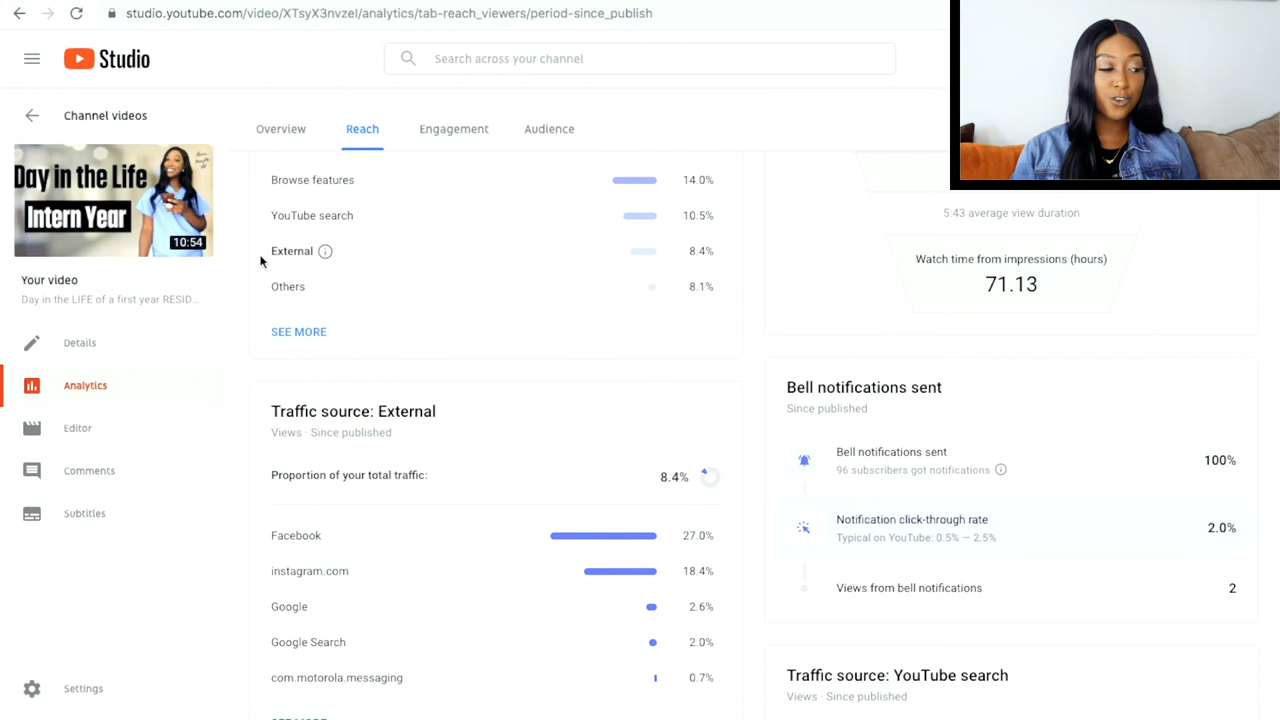 studio.youtube.com/video/XTsyX3nvzeI/analytics/tab-reach_viewers/period-since_publish
Studio
Search across your channel
Channel videos
Overview
Reach
Engagement
Audience
Day in the Life
Intern Year
10:54
Your video
Day in the LIFE of a first year RESID...
Details
Analytics
Editor
Comments
Subtitles
Settings
Browse features 14.0%
YouTube search 10.5%
External 8.4%
Others 8.1%
SEE MORE
Traffic source: External
Views · Since published
Proportion of your total traffic: 8.4%
Facebook 27.0%
instagram.com 18.4%
Google 2.6%
Google Search 2.0%
com.motorola.messaging 0.7%
SEE MORE
5:43 average view duration
Watch time from impressions (hours)
71.13
Bell notifications sent
Since published
Bell notifications sent 100%
96 subscribers got notifications
Notification click-through rate 2.0%
Typical on YouTube: 0.5% — 2.5%
Views from bell notifications 2
Traffic source: YouTube search
Views · Since published